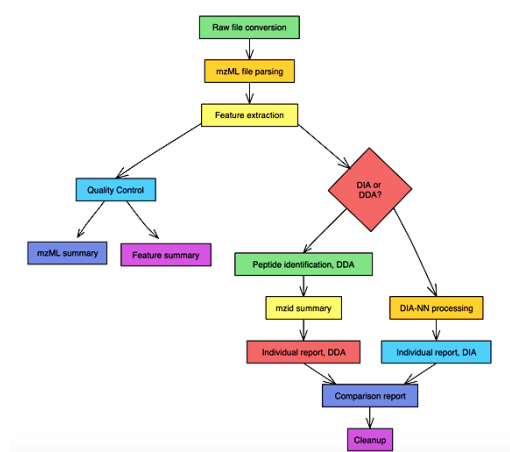 Raw file conversion
mzML file parsing
Feature extraction
DIA or
DDA?
Quality Control
mzML summary
Feature summary
Peptide identification, DDA
mzid summary
DIA-NN processing
Individual report, DDA
Individual report, DIA
Comparison report
Cleanup